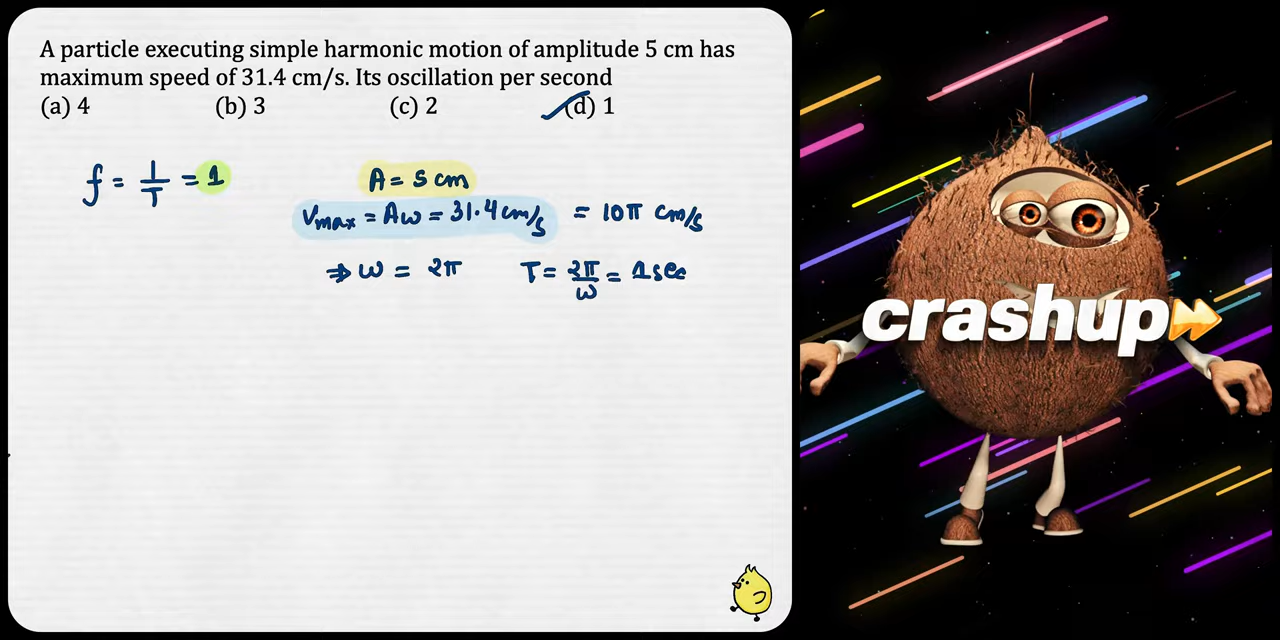 A particle executing simple harmonic motion of amplitude 5 cm has
maximum speed of 31.4 cm/s. Its oscillation per second
(a) 4 (b) 3 (c) 2 (d) 1
f = 1/T = 1
A = 5 cm
Vmax = Aω = 31.4 cm/s = 10π cm/s
⇒ ω = 2π T = 2π/ω = 1 sec
crashup